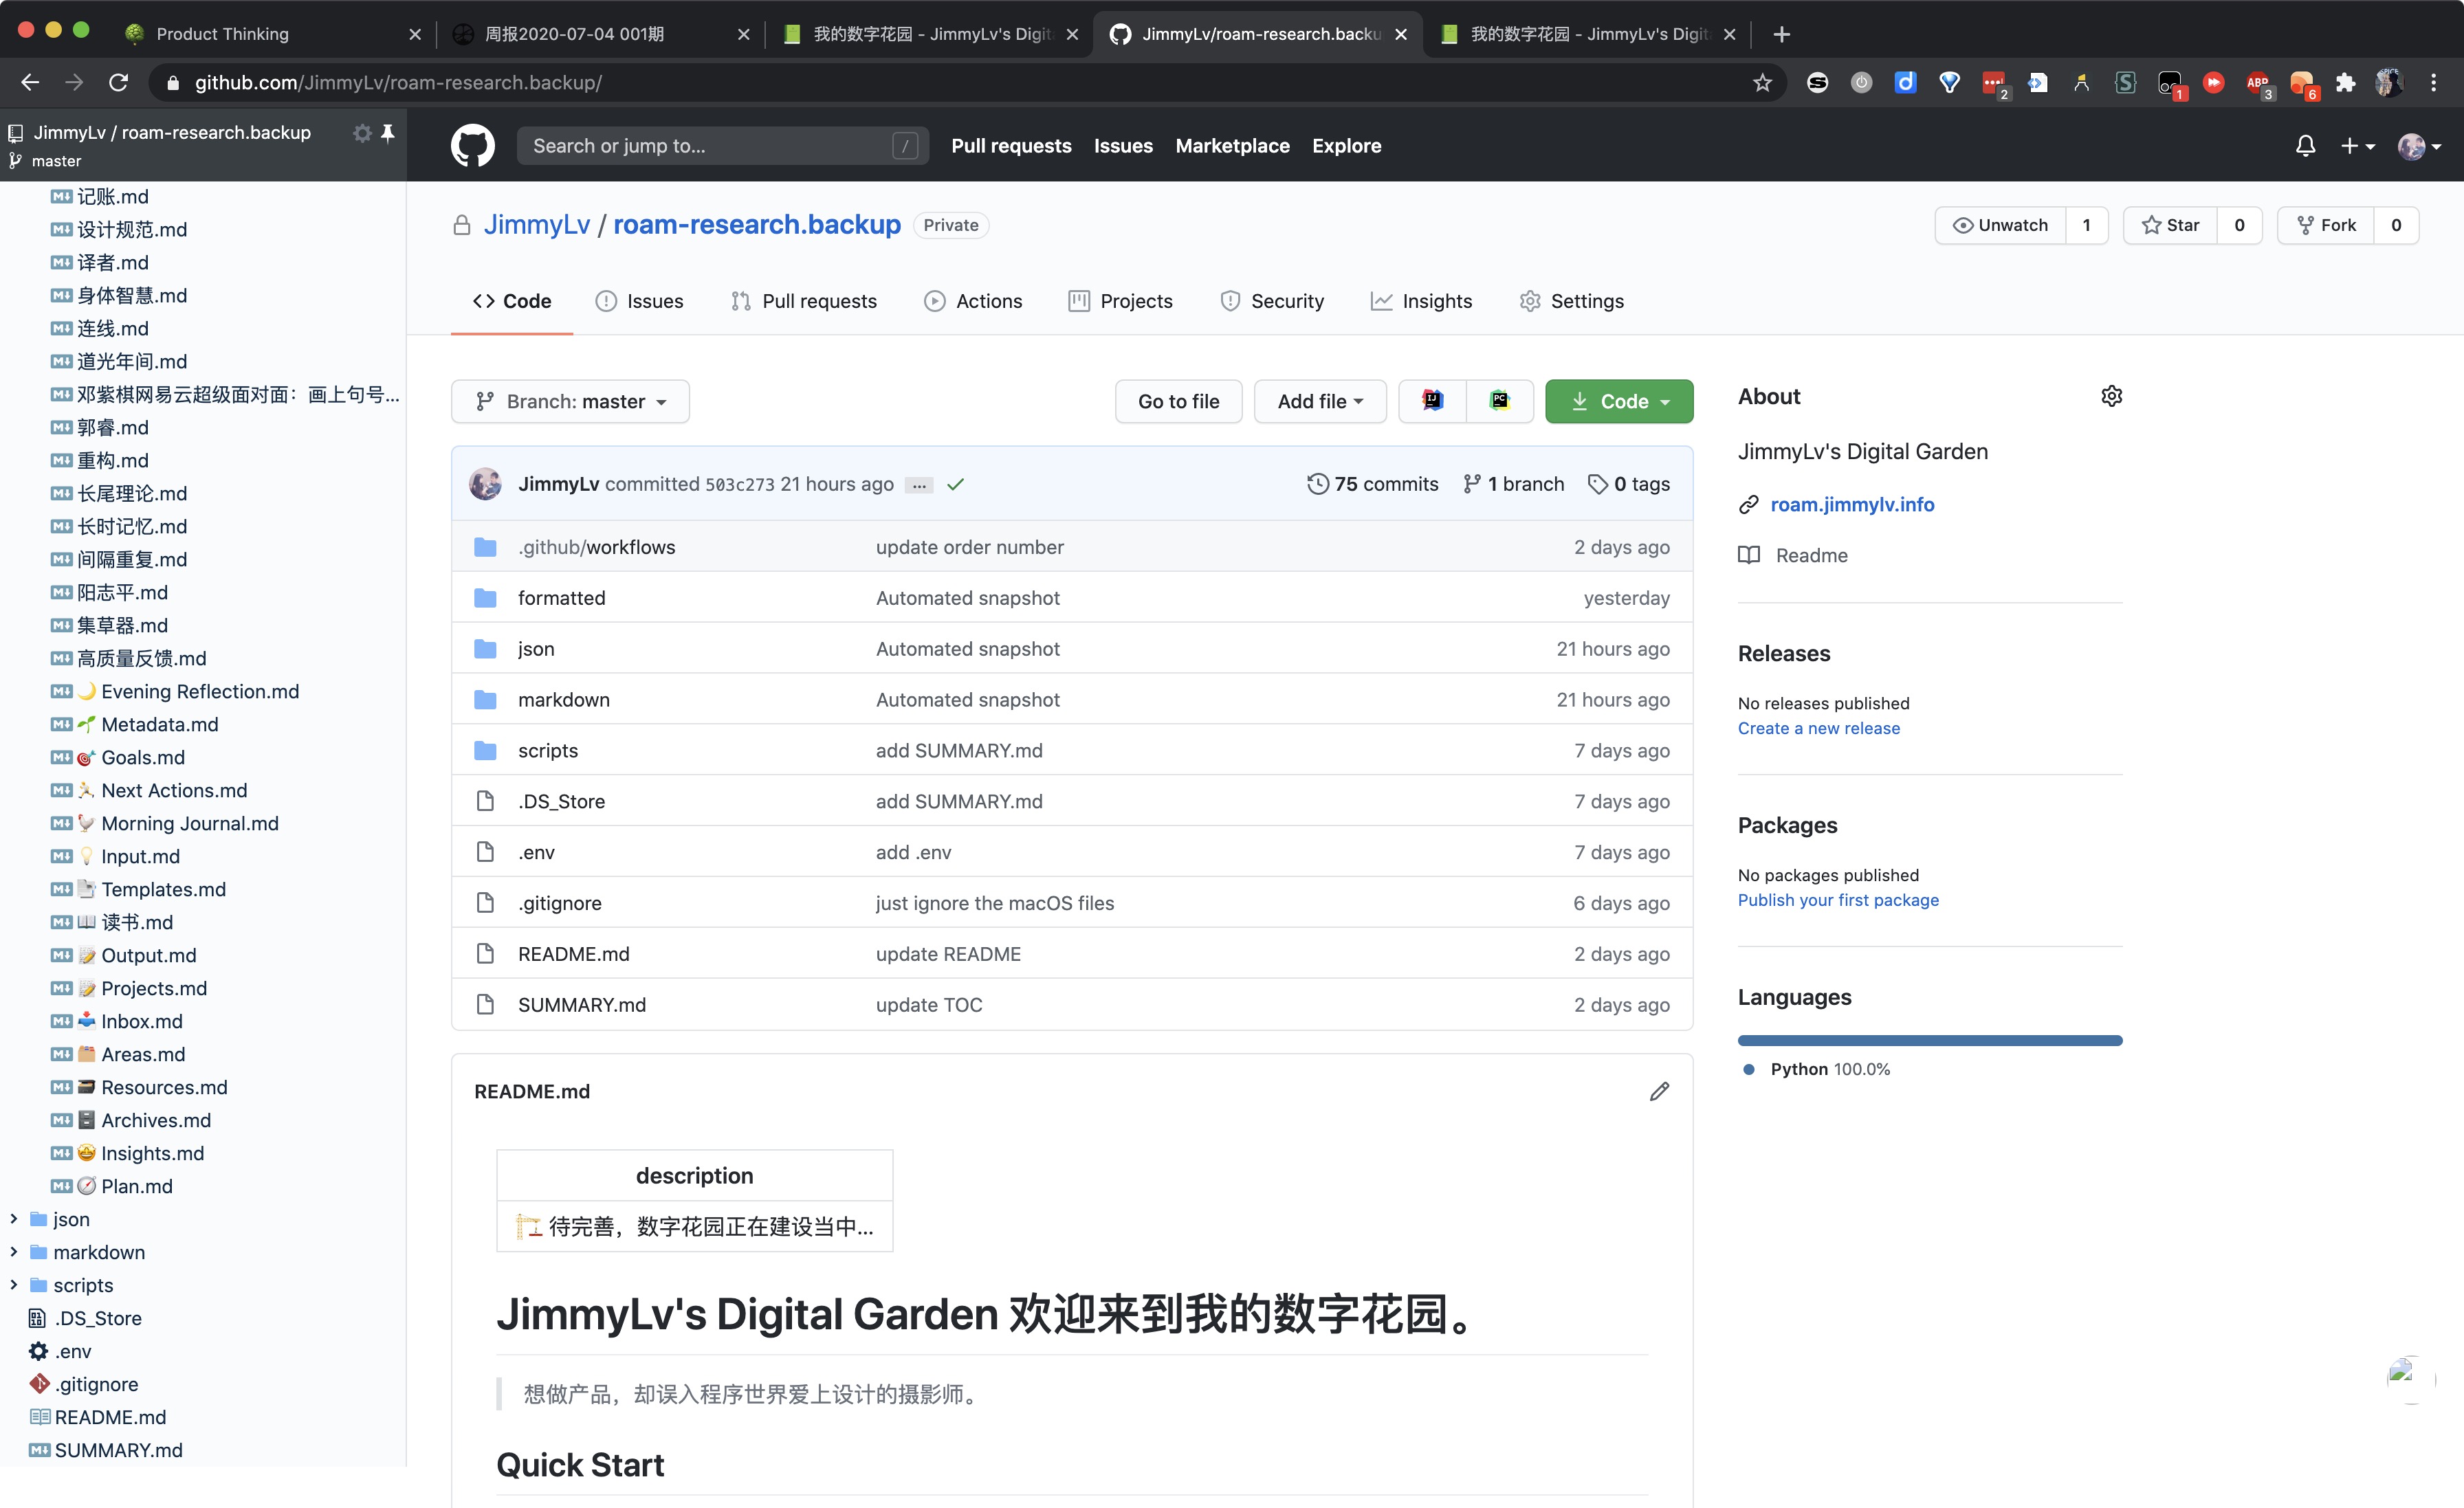 Product Thinking
周报2020-07-04 001期
我的数字花园 - JimmyLv's Digit
JimmyLv/roam-research.backu
我的数字花园 - JimmyLv's Digit
github.com/JimmyLv/roam-research.backup/
2
1
ABP
3
6
JimmyLv / roam-research.backup
master
Search or jump to...
/
Pull requests
Issues
Marketplace
Explore
记账.md
设计规范.md
译者.md
身体智慧.md
连线.md
道光年间.md
邓紫棋网易云超级面对面：画上句号...
郭睿.md
重构.md
长尾理论.md
长时记忆.md
间隔重复.md
阳志平.md
集草器.md
高质量反馈.md
🌙 Evening Reflection.md
🌱 Metadata.md
🎯 Goals.md
🏃 Next Actions.md
🐓 Morning Journal.md
💡 Input.md
📑 Templates.md
📖 读书.md
📝 Output.md
📝 Projects.md
📥 Inbox.md
🗂 Areas.md
Resources.md
🗄 Archives.md
🤩 Insights.md
🧭 Plan.md
json
markdown
scripts
.DS_Store
.env
.gitignore
README.md
SUMMARY.md
JimmyLv / roam-research.backup
Private
Unwatch
1
Star
0
Fork
0
Code
Issues
Pull requests
Actions
Projects
Security
Insights
Settings
Branch: master
Go to file
Add file
IJ
PC
Code
JimmyLv committed 503c273 21 hours ago
...
75 commits
1 branch
0 tags
.github/workflows update order number 2 days ago
formatted Automated snapshot yesterday
json Automated snapshot 21 hours ago
markdown Automated snapshot 21 hours ago
scripts add SUMMARY.md 7 days ago
.DS_Store add SUMMARY.md 7 days ago
.env add .env 7 days ago
.gitignore just ignore the macOS files 6 days ago
README.md update README 2 days ago
SUMMARY.md update TOC 2 days ago
README.md
description
🏗 待完善，数字花园正在建设当中...
JimmyLv's Digital Garden 欢迎来到我的数字花园。
想做产品，却误入程序世界爱上设计的摄影师。
Quick Start
About
JimmyLv's Digital Garden
roam.jimmylv.info
Readme
Releases
No releases published
Create a new release
Packages
No packages published
Publish your first package
Languages
Python 100.0%